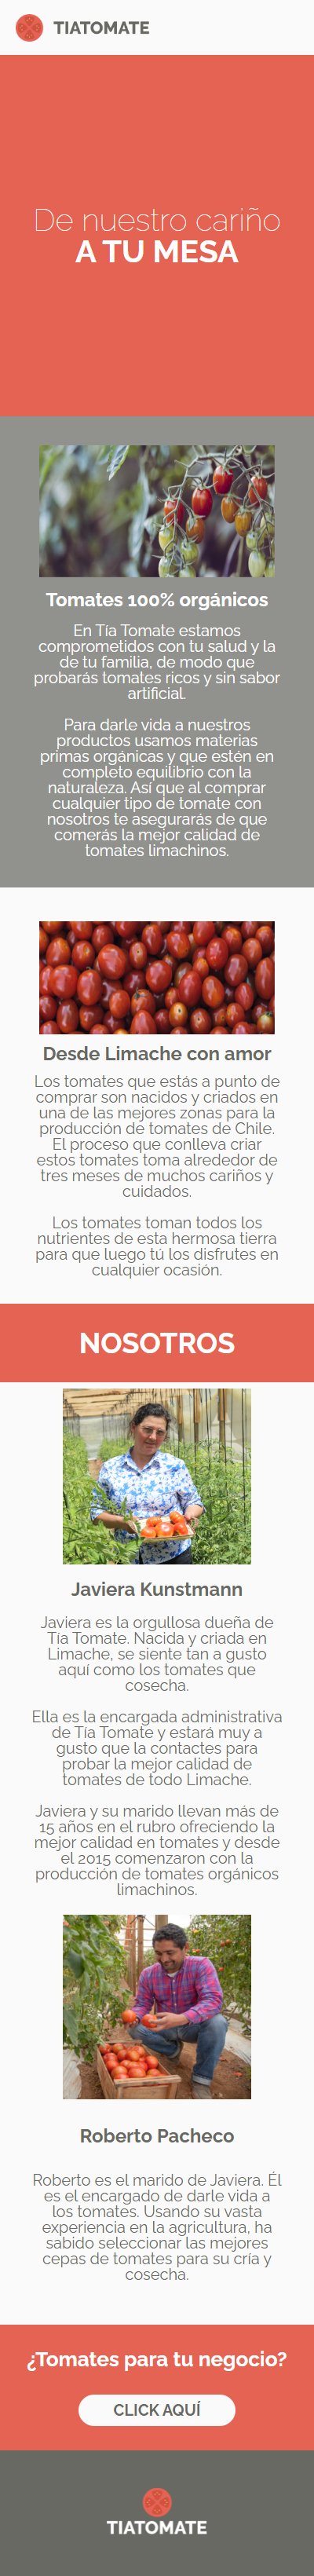 TIATOMATE
De nuestro cariño
A TU MESA
Tomates 100% orgánicos
En Tía Tomate estamos
comprometidos con tu salud y la
de tu familia, de modo que
probarás tomates ricos y sin sabor
artificial.
Para darle vida a nuestros
productos usamos materias
primas orgánicas y que estén en
completo equilibrio con la
naturaleza. Así que al comprar
cualquier tipo de tomate con
nosotros te asegurarás de que
comerás la mejor calidad de
tomates limachinos.
Desde Limache con amor
Los tomates que estás a punto de
comprar son nacidos y criados en
una de las mejores zonas para la
producción de tomates de Chile.
El proceso que conlleva criar
estos tomates toma alrededor de
tres meses de muchos cariños y
cuidados.
Los tomates toman todos los
nutrientes de esta hermosa tierra
para que luego tú los disfrutes en
cualquier ocasión.
NOSOTROS
Javiera Kunstmann
Javiera es la orgullosa dueña de
Tía Tomate. Nacida y criada en
Limache, se siente tan a gusto
aquí como los tomates que
cosecha.
Ella es la encargada administrativa
de Tía Tomate y estará muy a
gusto que la contactes para
probar la mejor calidad de
tomates de todo Limache.
Javiera y su marido llevan más de
15 años en el rubro ofreciendo la
mejor calidad en tomates y desde
el 2015 comenzaron con la
producción de tomates orgánicos
limachinos.
Roberto Pacheco
Roberto es el marido de Javiera. Él
es el encargado de darle vida a
los tomates. Usando su vasta
experiencia en la agricultura, ha
sabido seleccionar las mejores
cepas de tomates para su cría y
cosecha.
¿Tomates para tu negocio?
CLICK AQUÍ
TIATOMATE